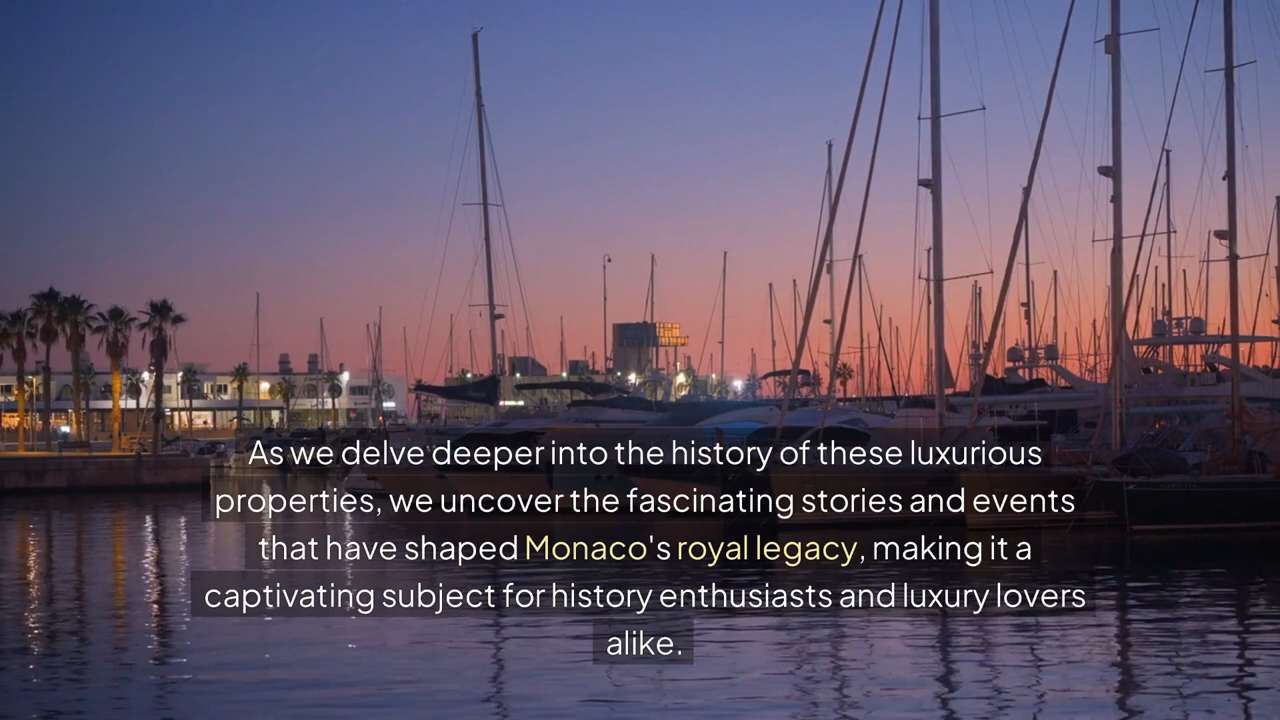 As we delve deeper into the history of these luxurious
properties, we uncover the fascinating stories and events
that have shaped Monaco's royal legacy, making it a
captivating subject for history enthusiasts and luxury lovers
alike.